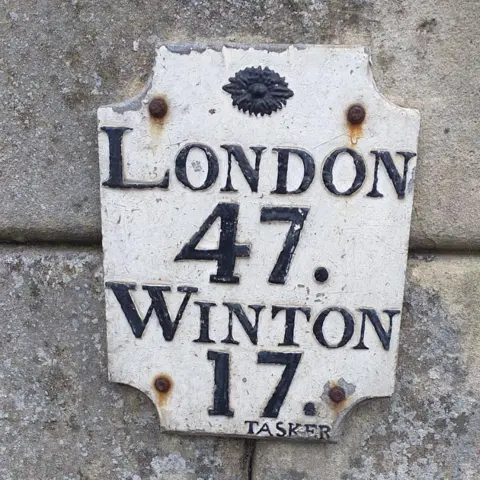 LONDON
47.
WINTON
17.
TASKER